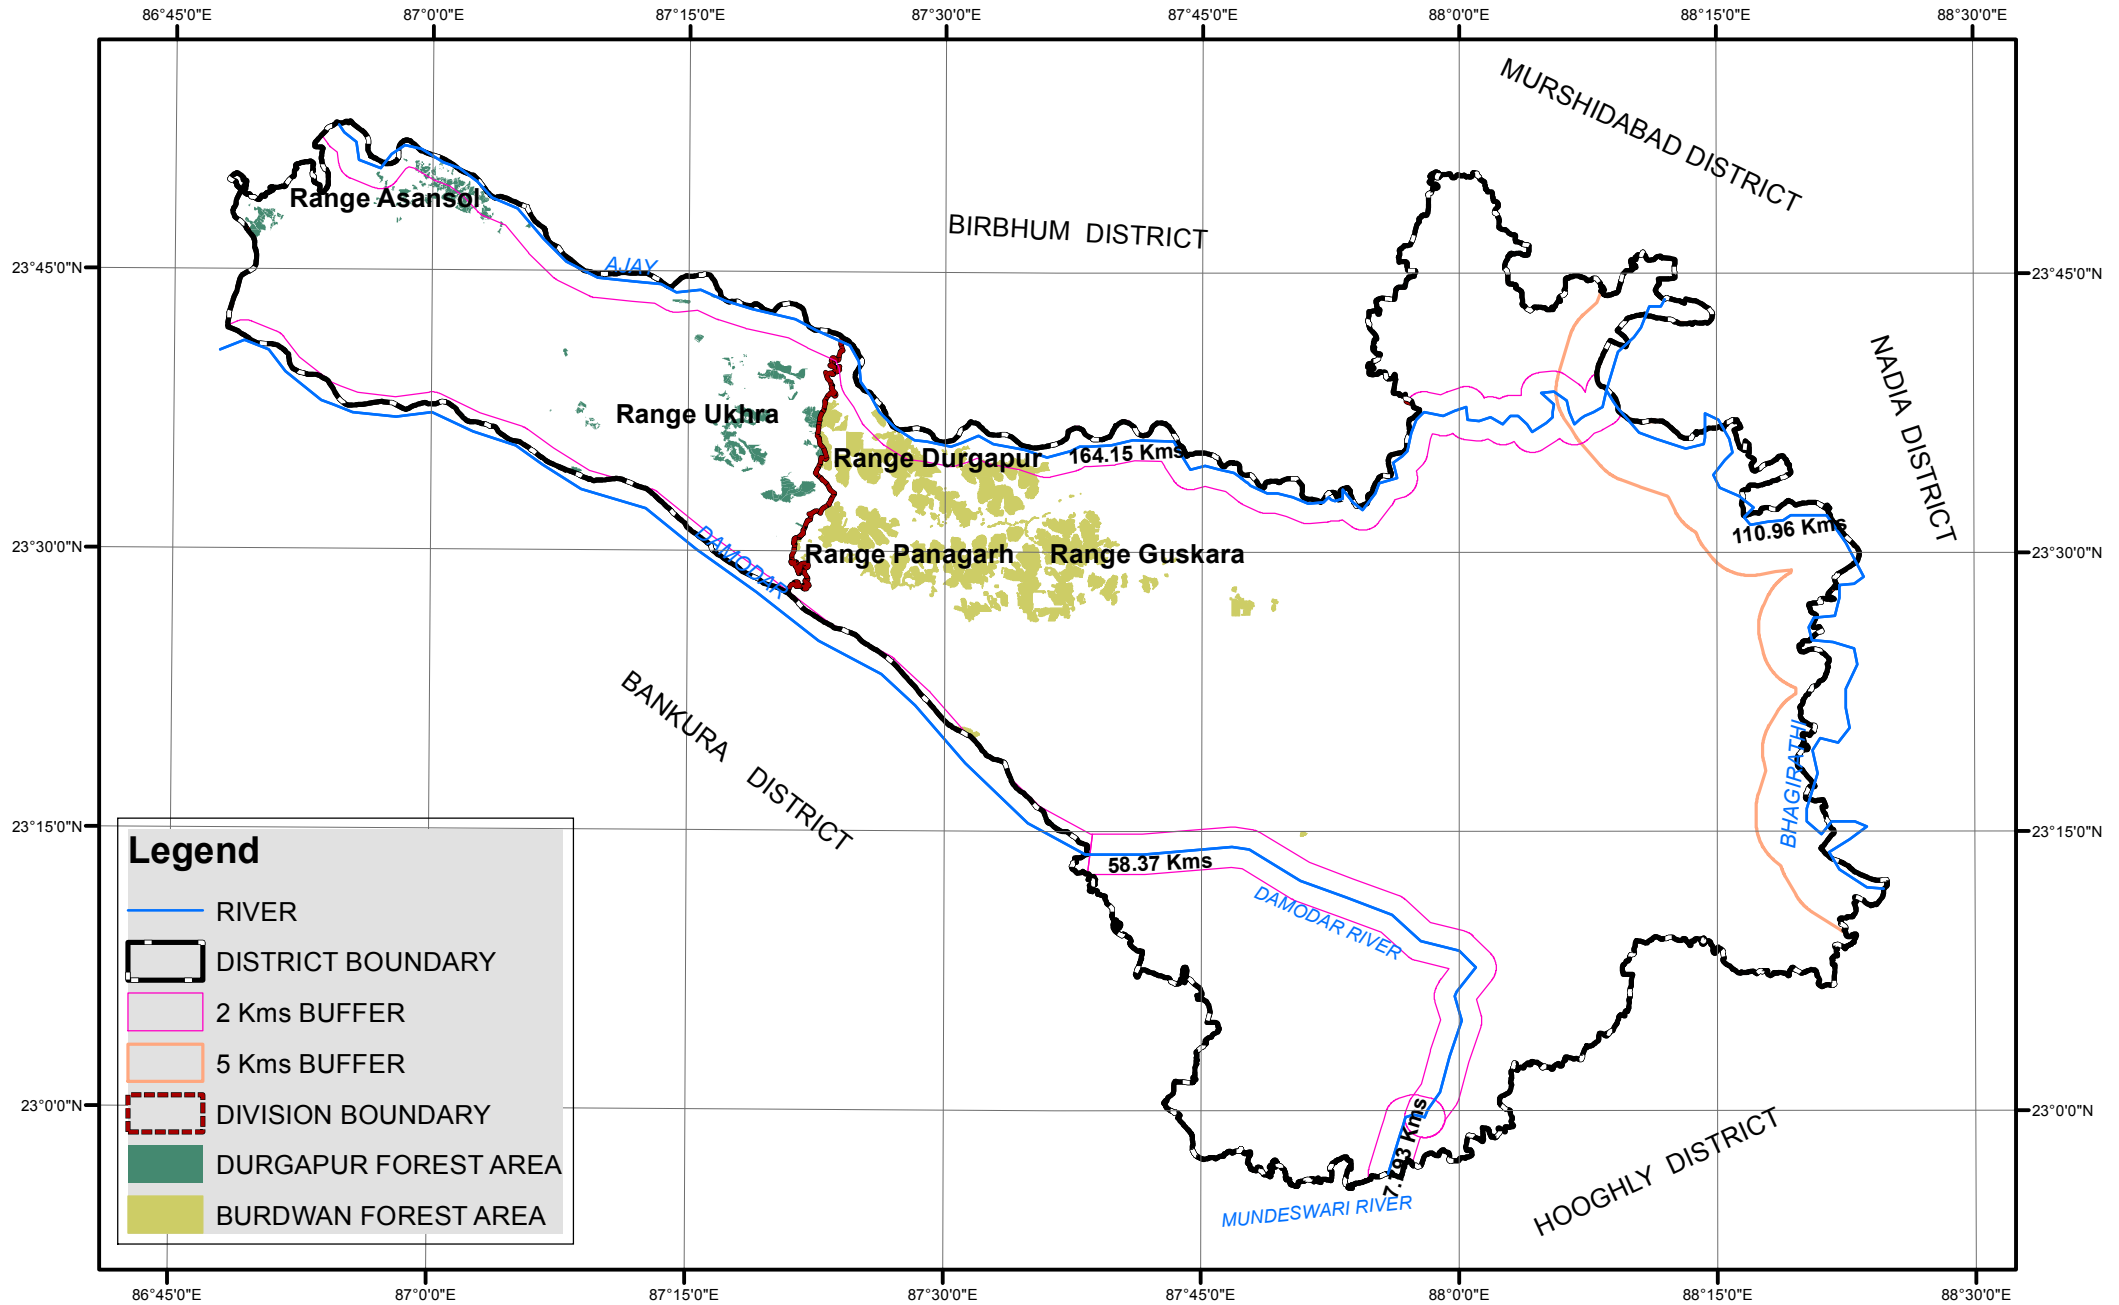 86°45'0"E 87°0'0"E 87°15'0"E 87°30'0"E 87°45'0"E 88°0'0"E 88°15'0"E 88°30'0"E
MURSHIDABAD DISTRICT
Range Asansol
BIRBHUM DISTRICT
23°45'0"N
AJAY
23°45'0"N
NADIA DISTRICT
Range Ukhra
Range Durgapur
164.15 Kms
110.96 Kms
23°30'0"N
DAMODAR
Range Panagarh
Range Guskara
23°30'0"N
BANKURA DISTRICT
BHAGIRATHI
23°15'0"N
23°15'0"N
58.37 Kms
DAMODAR RIVER
Legend
RIVER
DISTRICT BOUNDARY
2 Kms BUFFER
5 Kms BUFFER
DIVISION BOUNDARY
DURGAPUR FOREST AREA
BURDWAN FOREST AREA
23°0'0"N
23°0'0"N
Kms
MUNDESWARI RIVER
HOOGHLY DISTRICT
86°45'0"E 87°0'0"E 87°15'0"E 87°30'0"E 87°45'0"E 88°0'0"E 88°15'0"E 88°30'0"E